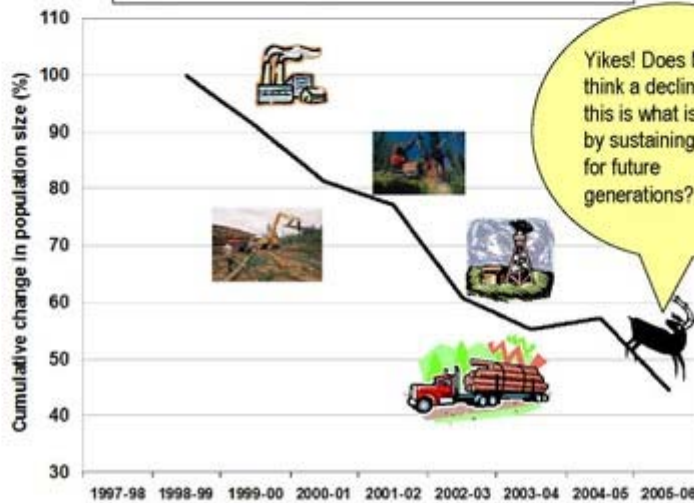 110
100
90
80
70
60
50
40
30
Cumulative change in population size (%)
Yikes! Does
think a declin
this is what is
by sustaining
for future
generations?
1997-98 1998-99 1999-00 2000-01 2001-02 2002-03 2003-04 2004-05 2005-06